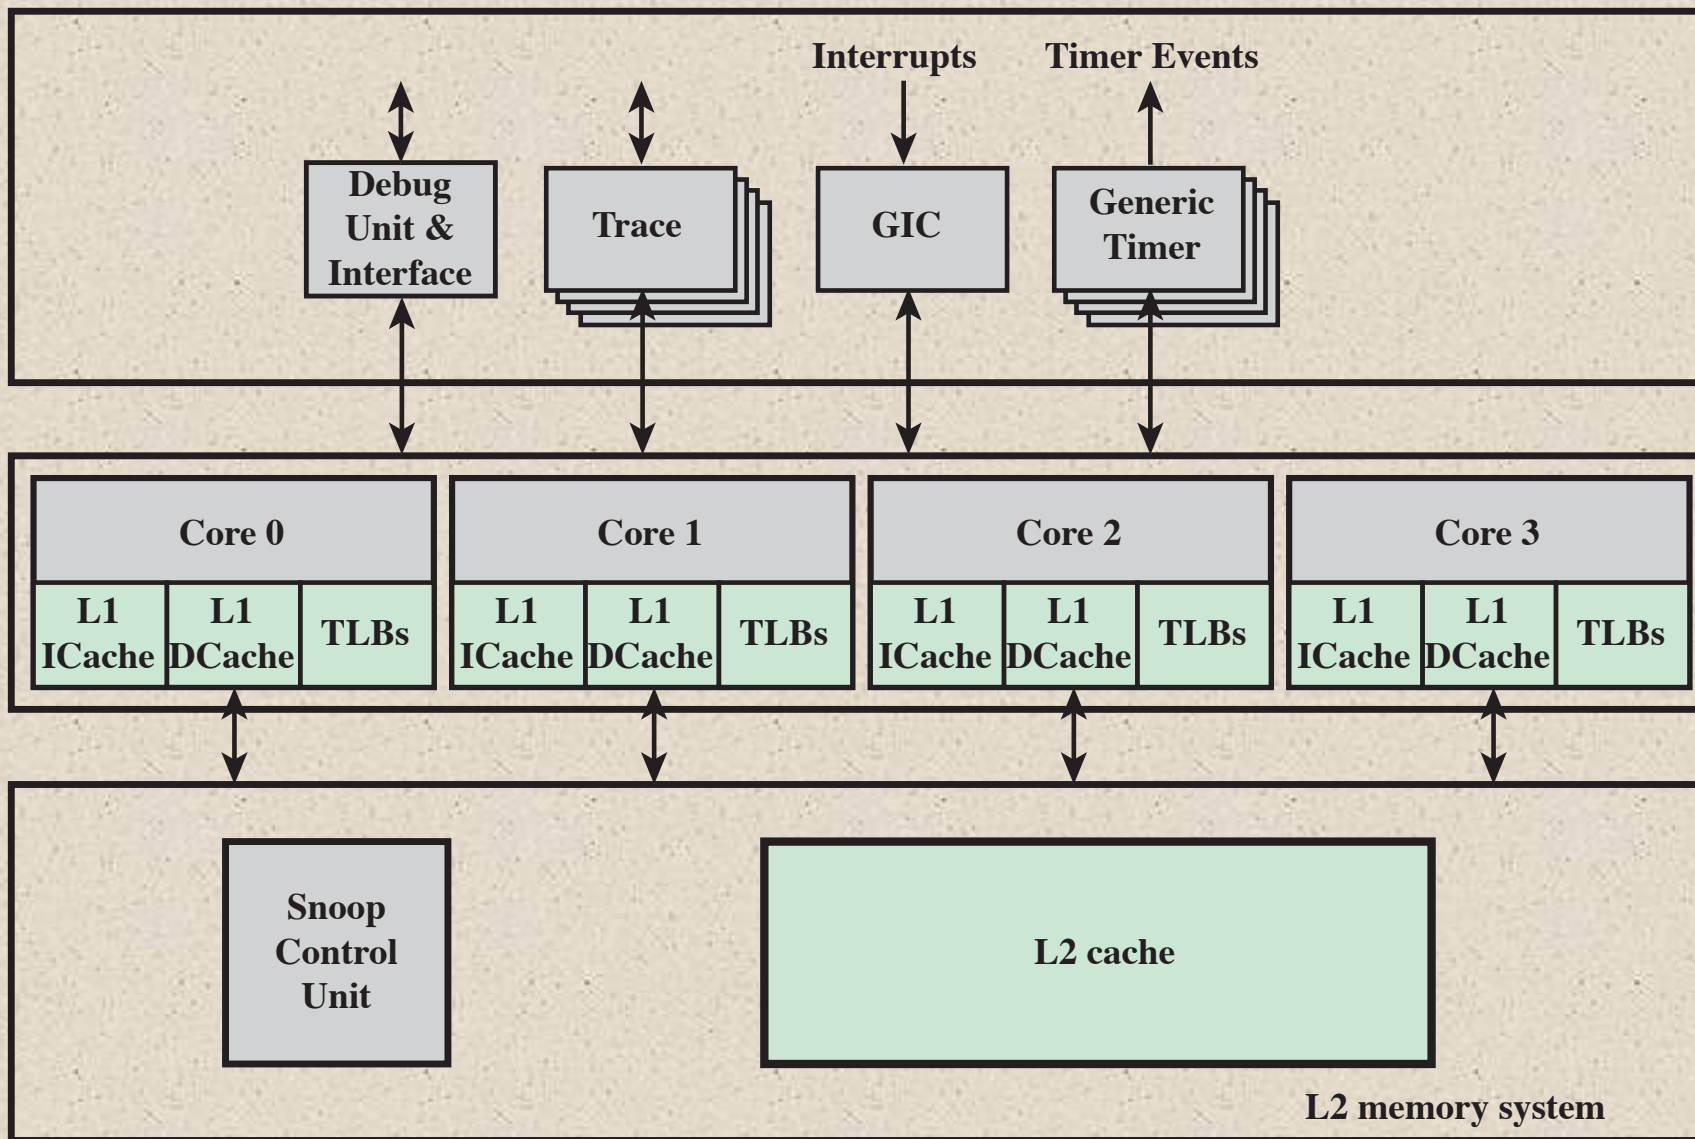 Interrupts
Timer Events
Debug
Unit &
Interface
Trace
GIC
Generic
Timer
Core 0
L1
ICache
L1
DCache
TLBs
Core 1
L1
ICache
L1
DCache
TLBs
Core 2
L1
ICache
L1
DCache
TLBs
Core 3
L1
ICache
L1
DCache
TLBs
Snoop
Control
Unit
L2 cache
L2 memory system